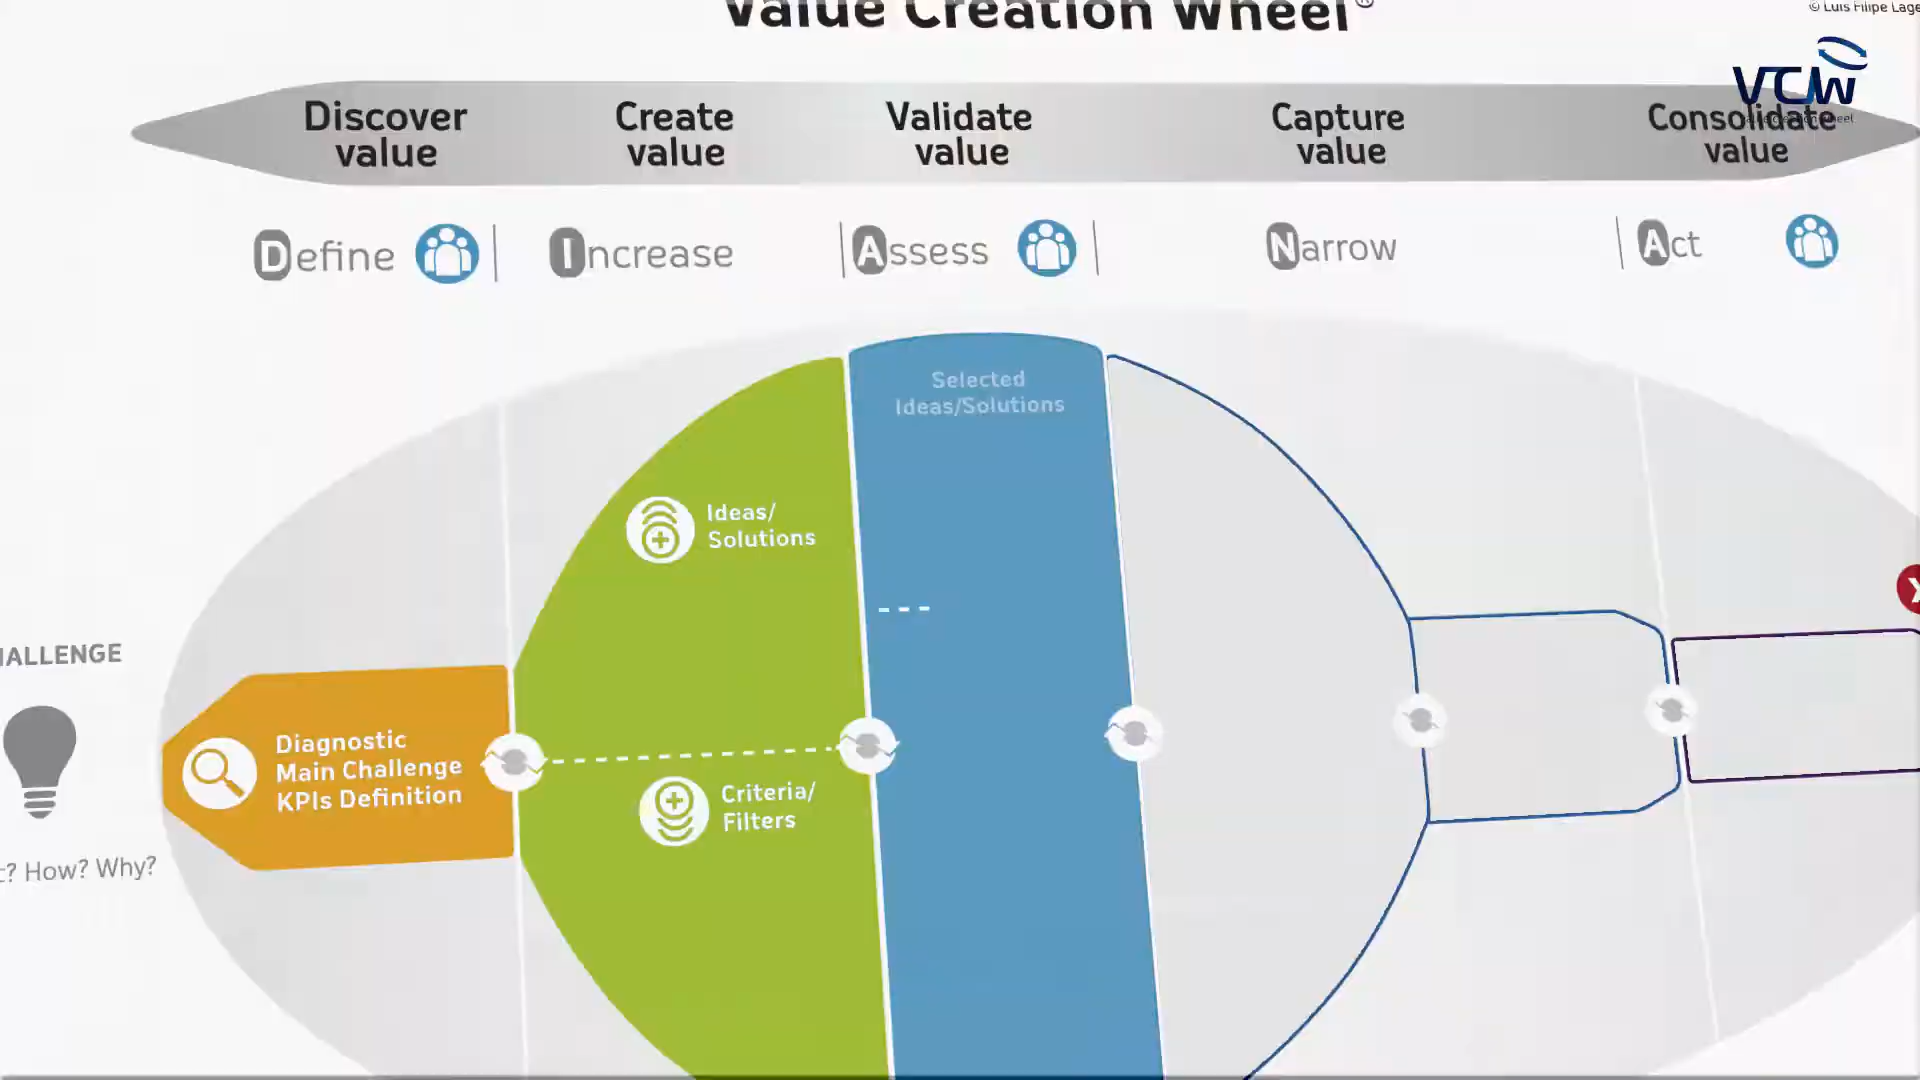 Value Creation Wheel®
© Luis Filipe Lage
VCW
Discover
value
Create
value
Validate
value
Capture
value
Consolidate
value
Define
Increase
Assess
Narrow
Act
Selected
Ideas/Solutions
Ideas/
Solutions
HALLENGE
Diagnostic
Main Challenge
KPIs Definition
Criteria/
Filters
t? How? Why?